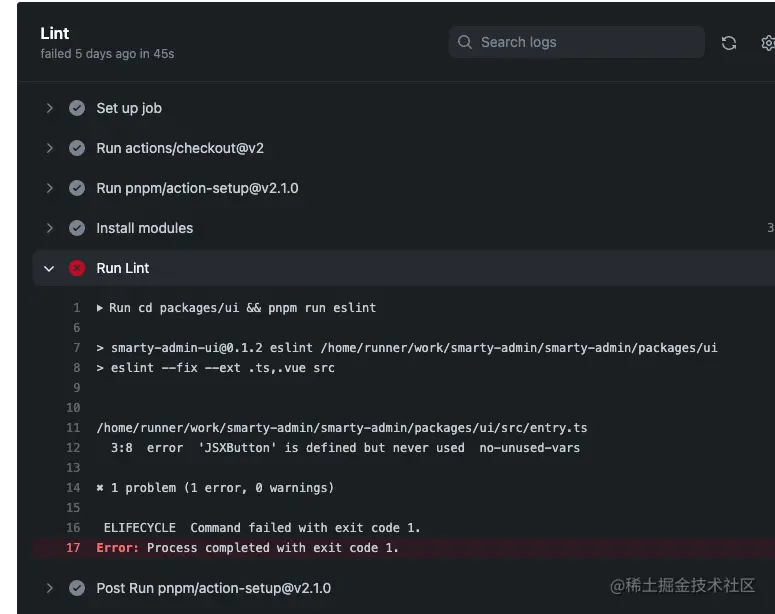 Lint
failed 5 days ago in 45s
Search logs
Set up job
Run actions/checkout@v2
Run pnpm/action-setup@v2.1.0
Install modules
3
Run Lint
1 Run cd packages/ui && pnpm run eslint
6
7 > smarty-admin-ui@0.1.2 eslint /home/runner/work/smarty-admin/smarty-admin/packages/ui
8 > eslint --fix --ext .ts,.vue src
9
10
11 /home/runner/work/smarty-admin/smarty-admin/packages/ui/src/entry.ts
12 3:8 error 'JSXButton' is defined but never used no-unused-vars
13
14 ✖ 1 problem (1 error, 0 warnings)
15
16 ELIFECYCLE Command failed with exit code 1.
17 Error: Process completed with exit code 1.
Post Run pnpm/action-setup@v2.1.0
@稀土掘金技术社区